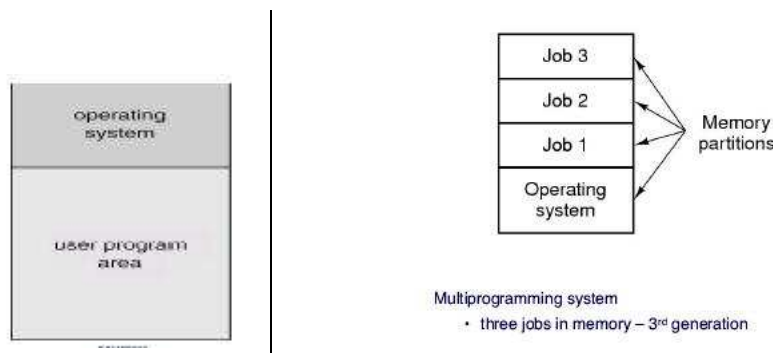 operating
system
user program
area
Job 3
Job 2
Job 1
Operating
system
Memory
partitions
Multiprogramming system
• three jobs in memory – 3rd generation